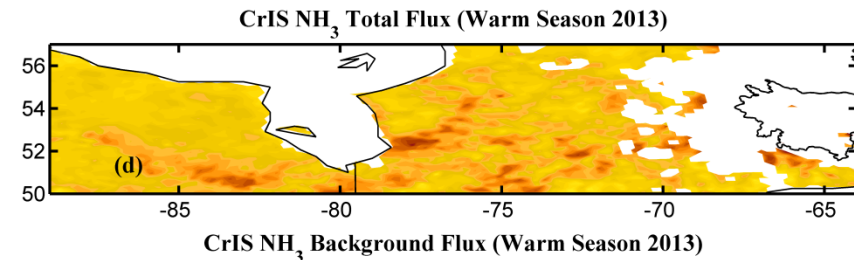 CrIS NH3 Total Flux (Warm Season 2013)
56
54
52
50
(d)
-85 -80 -75 -70 -65
CrIS NH3 Background Flux (Warm Season 2013)